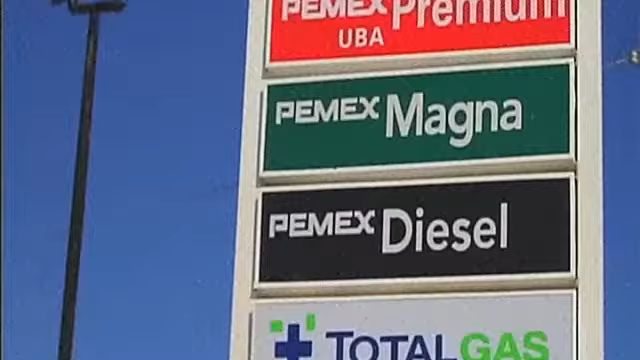 PEMEX Premium
UBA
PEMEX Magna
PEMEX Diesel
TOTALGAS